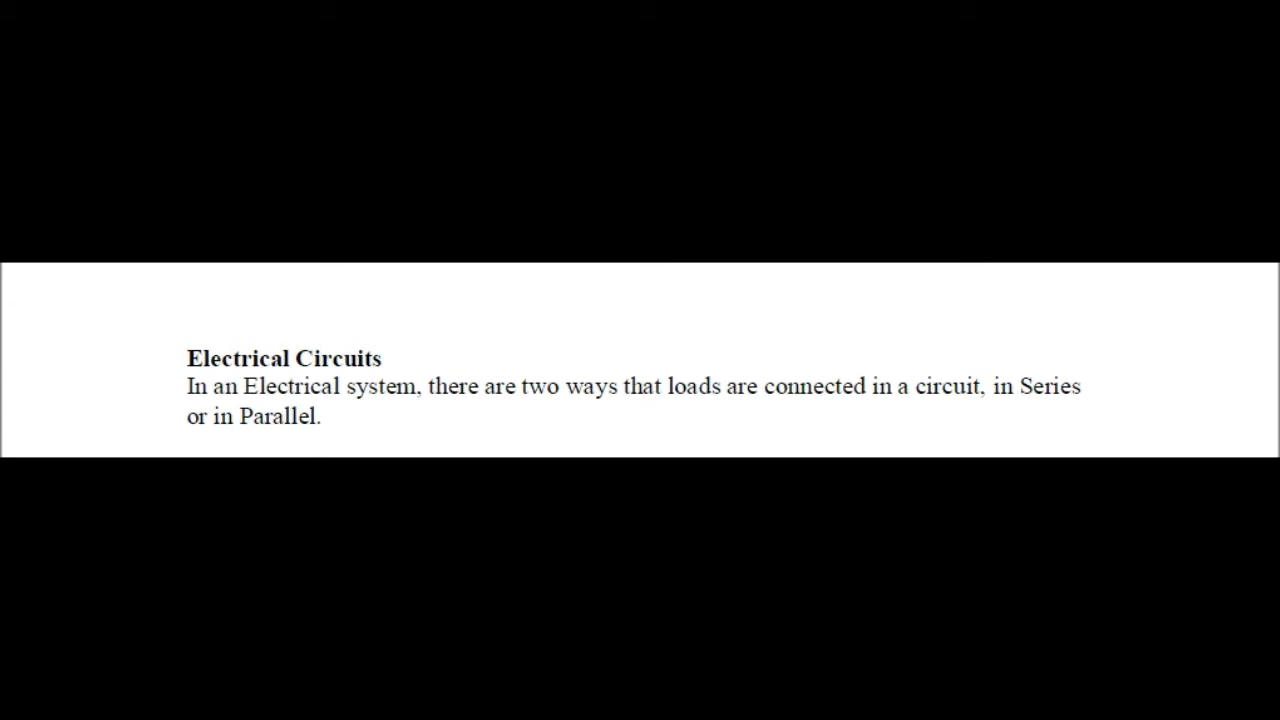 Electrical Circuits
In an Electrical system, there are two ways that loads are connected in a circuit, in Series
or in Parallel.